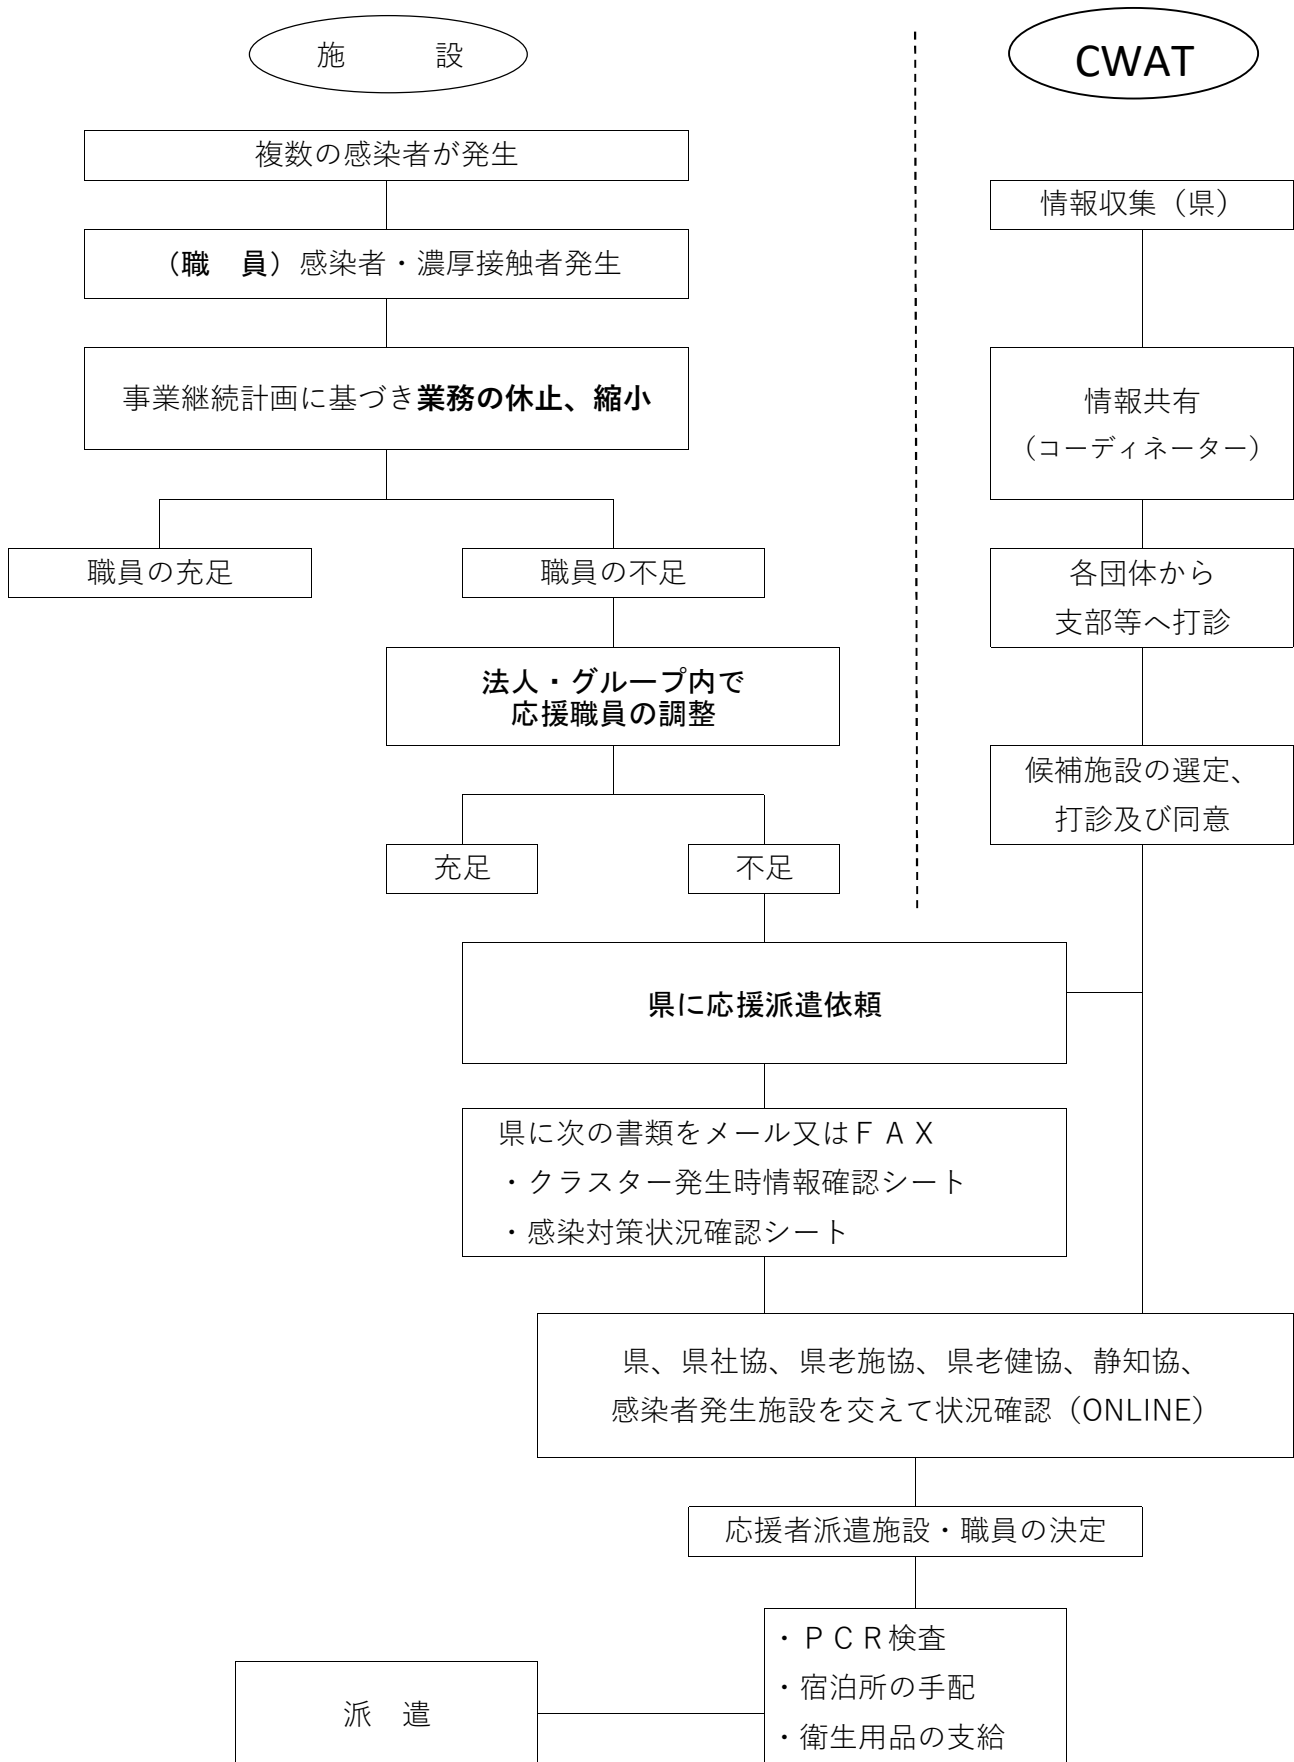 施　　　設
CWAT
複数の感染者が発生
情報収集（県）
（職　員）感染者・濃厚接触者発生
事業継続計画に基づき業務の休止、縮小
情報共有
（コーディネーター）
職員の充足
職員の不足
各団体から
支部等へ打診
法人・グループ内で
応援職員の調整
候補施設の選定、
打診及び同意
充足
不足
県に応援派遣依頼
県に次の書類をメール又はＦＡＸ
・クラスター発生時情報確認シート
・感染対策状況確認シート
県、県社協、県老施協、県老健協、静知協、
感染者発生施設を交えて状況確認（ONLINE）
応援者派遣施設・職員の決定
・ＰＣＲ検査
・宿泊所の手配
・衛生用品の支給
派　遣